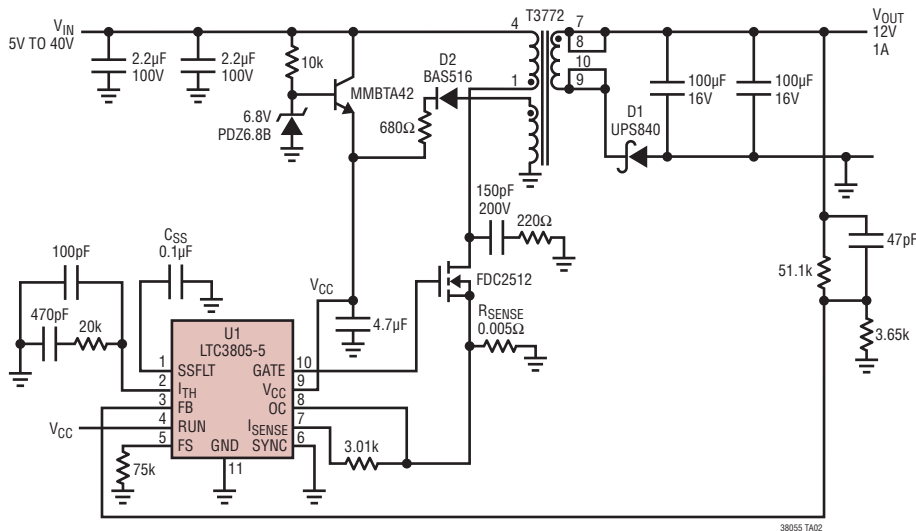 VIN
5V TO 40V
2.2µF
100V
2.2µF
100V
10k
MMBTA42
6.8V
PDZ6.8B
D2
BAS516
680Ω
T3772
4
1
7
8
10
9
D1
UPS840
100µF
16V
100µF
16V
VOUT
12V
1A
150pF
200V
220Ω
FDC2512
RSENSE
0.005Ω
47pF
51.1k
3.65k
100pF
470pF
20k
CSS
0.1µF
VCC
4.7µF
U1
LTC3805-5
1
SSFLT
2
ITH
3
FB
4
RUN
5
FS
GND
11
GATE
10
VCC
9
OC
8
ISENSE
7
SYNC
6
VCC
75k
3.01k
38055 TA02